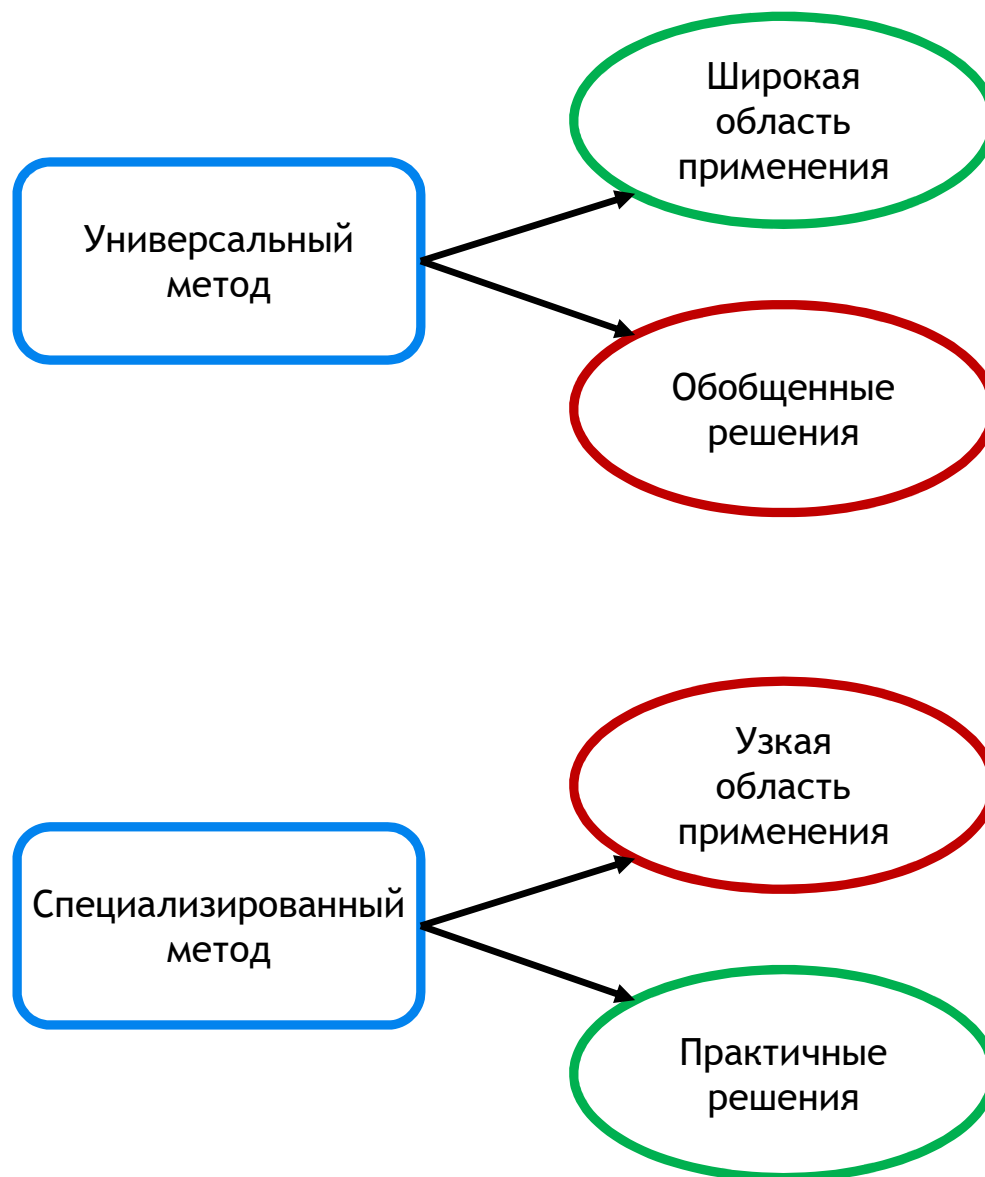 Широкая
область
применения
Универсальный
метод
Обобщенные
решения
Узкая
область
применения
Специализированный
метод
Практичные
решения